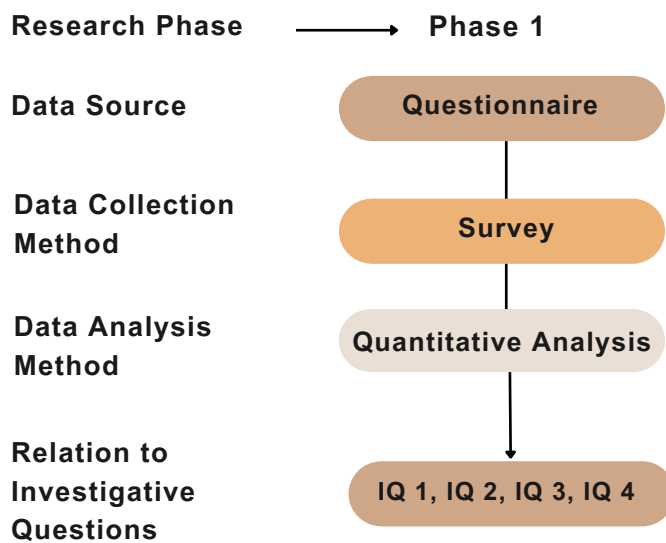 Research Phase
Phase 1
Data Source
Questionnaire
Data Collection
Method
Survey
Data Analysis
Method
Quantitative Analysis
Relation to
Investigative
Questions
IQ 1, IQ 2, IQ 3, IQ 4